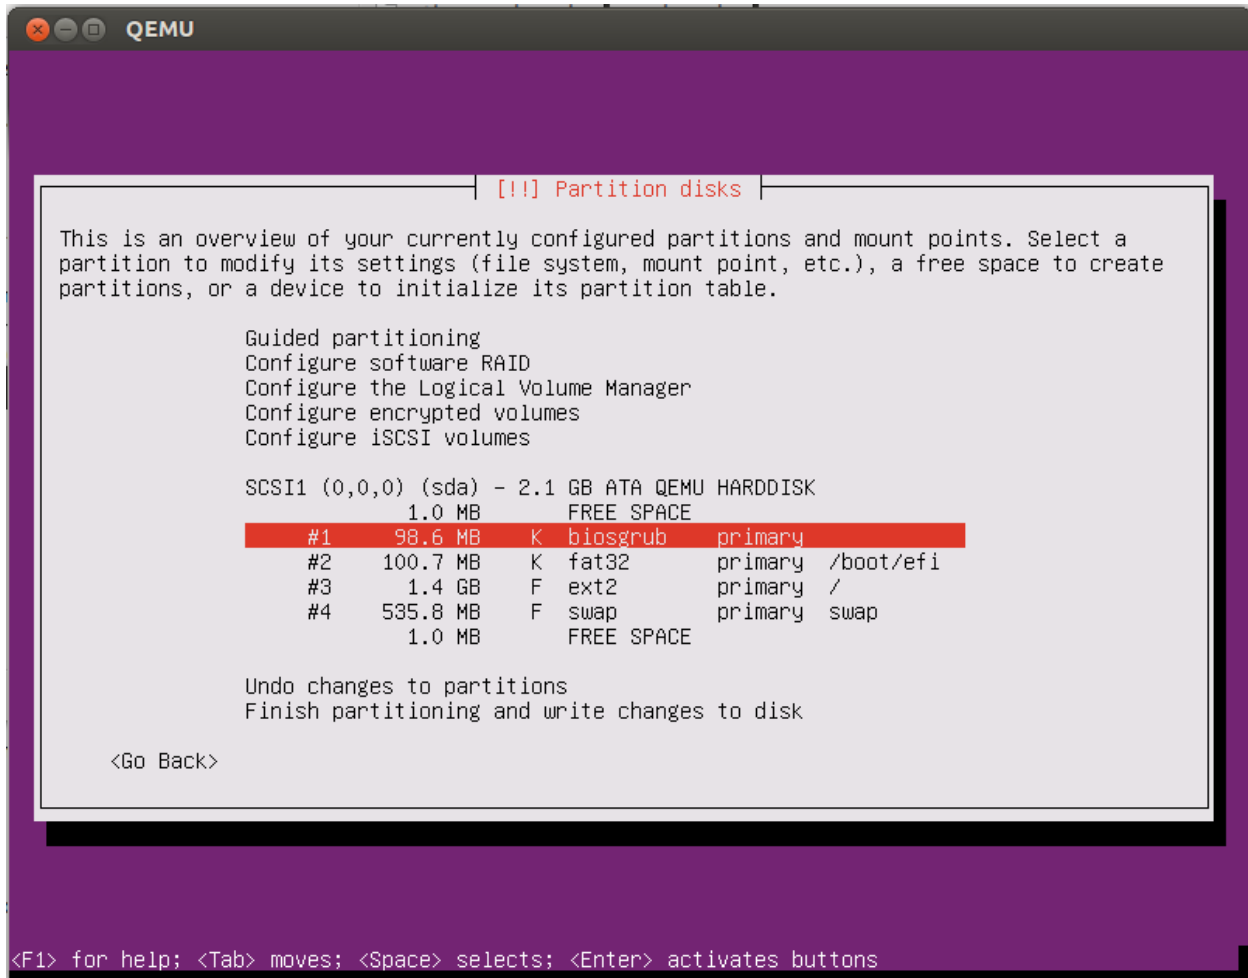 QEMU
[!!] Partition disks
This is an overview of your currently configured partitions and mount points. Select a
partition to modify its settings (file system, mount point, etc.), a free space to create
partitions, or a device to initialize its partition table.
Guided partitioning
Configure software RAID
Configure the Logical Volume Manager
Configure encrypted volumes
Configure iSCSI volumes
SCSI1 (0,0,0) (sda) - 2.1 GB ATA QEMU HARDDISK
1.0 MB FREE SPACE
#1 98.6 MB K biosgrub primary
#2 100.7 MB K fat32 primary /boot/efi
#3 1.4 GB F ext2 primary /
#4 535.8 MB F swap primary swap
1.0 MB FREE SPACE
Undo changes to partitions
Finish partitioning and write changes to disk
<Go Back>
<F1> for help; <Tab> moves; <Space> selects; <Enter> activates buttons